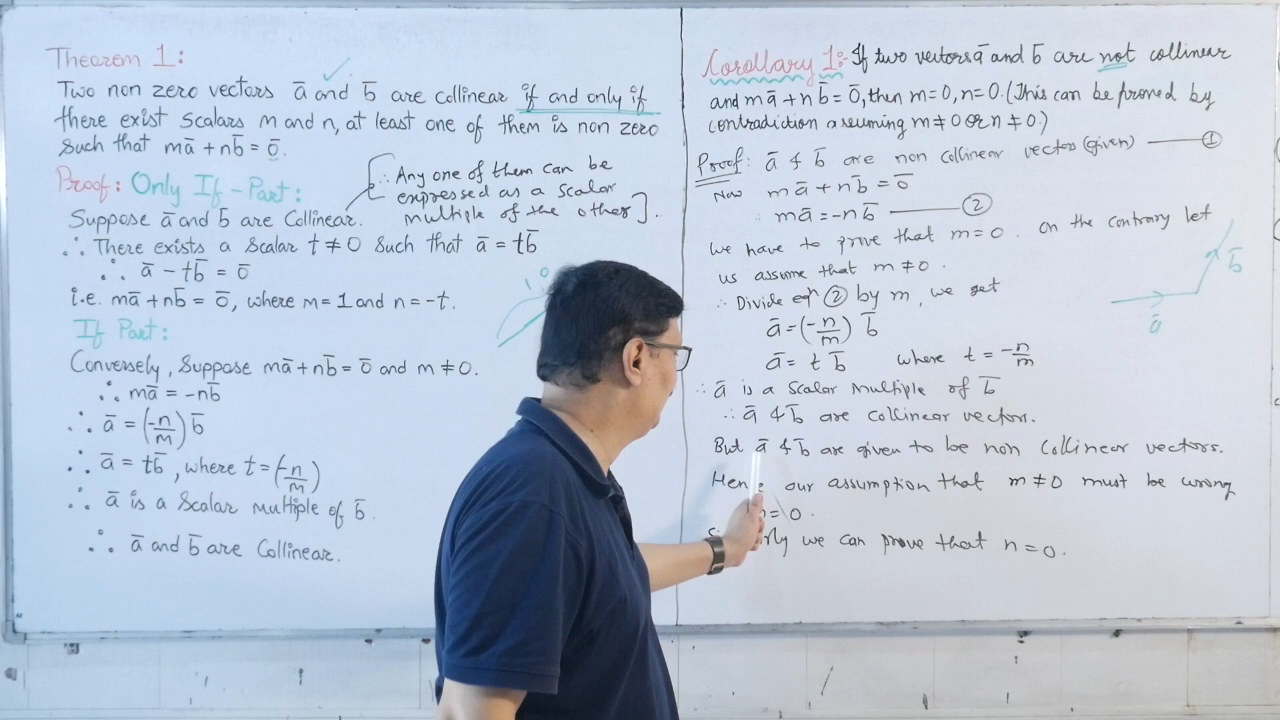 Theorem 1:
Two non zero vectors ā and b̄ are collinear if and only if
there exist scalars m and n, at least one of them is non zero
such that mā + nb̄ = ō.
Proof: Only If-Part:
[∵ Any one of them can be
expressed as a scalar
multiple of the other].
Suppose ā and b̄ are Collinear.
∴ There exists a scalar t ≠ 0 such that ā = tb̄
∴ ā - tb̄ = ō
i.e. mā + nb̄ = ō, where m = 1 and n = -t.
If Part:
Conversely, Suppose mā + nb̄ = ō and m ≠ 0.
∴ mā = -nb̄
∴ ā = (-n/m) b̄
∴ ā = tb̄, where t = (-n/m)
∴ ā is a Scalar Multiple of b̄.
∴ ā and b̄ are Collinear.
Corollary 1:- If two vectors ā and b̄ are not collinear
and mā + nb̄ = ō, then m=0, n=0. (This can be proved by
contradiction assuming m ≠ 0 or n ≠ 0.)
Proof: ā & b̄ are non collinear vectors (given) — ①
Now mā + nb̄ = ō
∴ mā = -nb̄ — ②
We have to prove that m = 0. On the contrary let
us assume that m ≠ 0.
∴ Divide eqⁿ ② by m, we get
ā = (-n/m) b̄
ā = t b̄ where t = -n/m
∴ ā is a scalar multiple of b̄
∴ ā & b̄ are collinear vectors.
But ā & b̄ are given to be non collinear vectors.
our assumption that m ≠ 0 must be wrong
= 0.
we can prove that n = 0.
ā
b̄